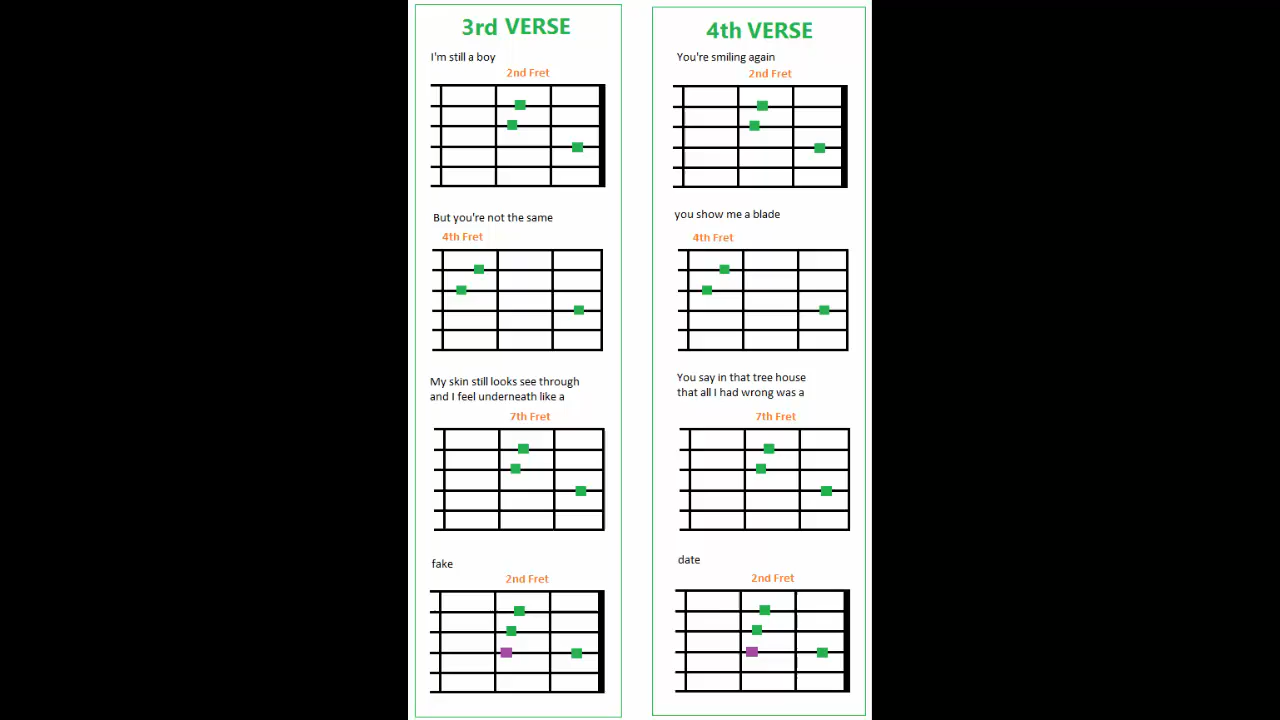 3rd VERSE
I'm still a boy
2nd Fret
But you're not the same
4th Fret
My skin still looks see through
and I feel underneath like a
7th Fret
fake
2nd Fret
4th VERSE
You're smiling again
2nd Fret
you show me a blade
4th Fret
You say in that tree house
that all I had wrong was a
7th Fret
date
2nd Fret